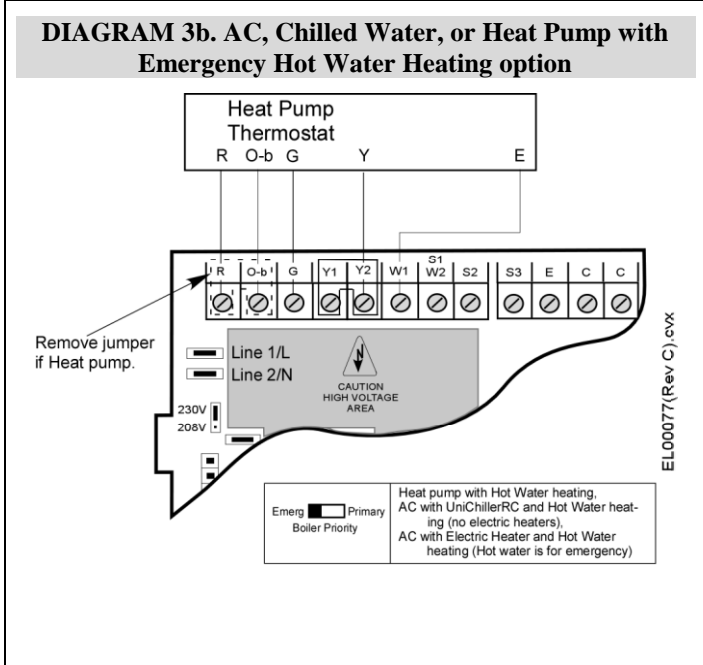 DIAGRAM 3b. AC, Chilled Water, or Heat Pump with
Emergency Hot Water Heating option
Heat Pump
Thermostat
R O-b G Y E
S1
R O-b G Y1 Y2 W1 W2 S2 S3 E C C
Remove jumper
if Heat pump.
Line 1/L
Line 2/N
CAUTION
HIGH VOLTAGE
AREA
230V
208V
EL00077(Rev C).cvx
Emerg Primary
Boiler Priority
Heat pump with Hot Water heating,
AC with UniChillerRC and Hot Water heat-
ing (no electric heaters),
AC with Electric Heater and Hot Water
heating (Hot water is for emergency)